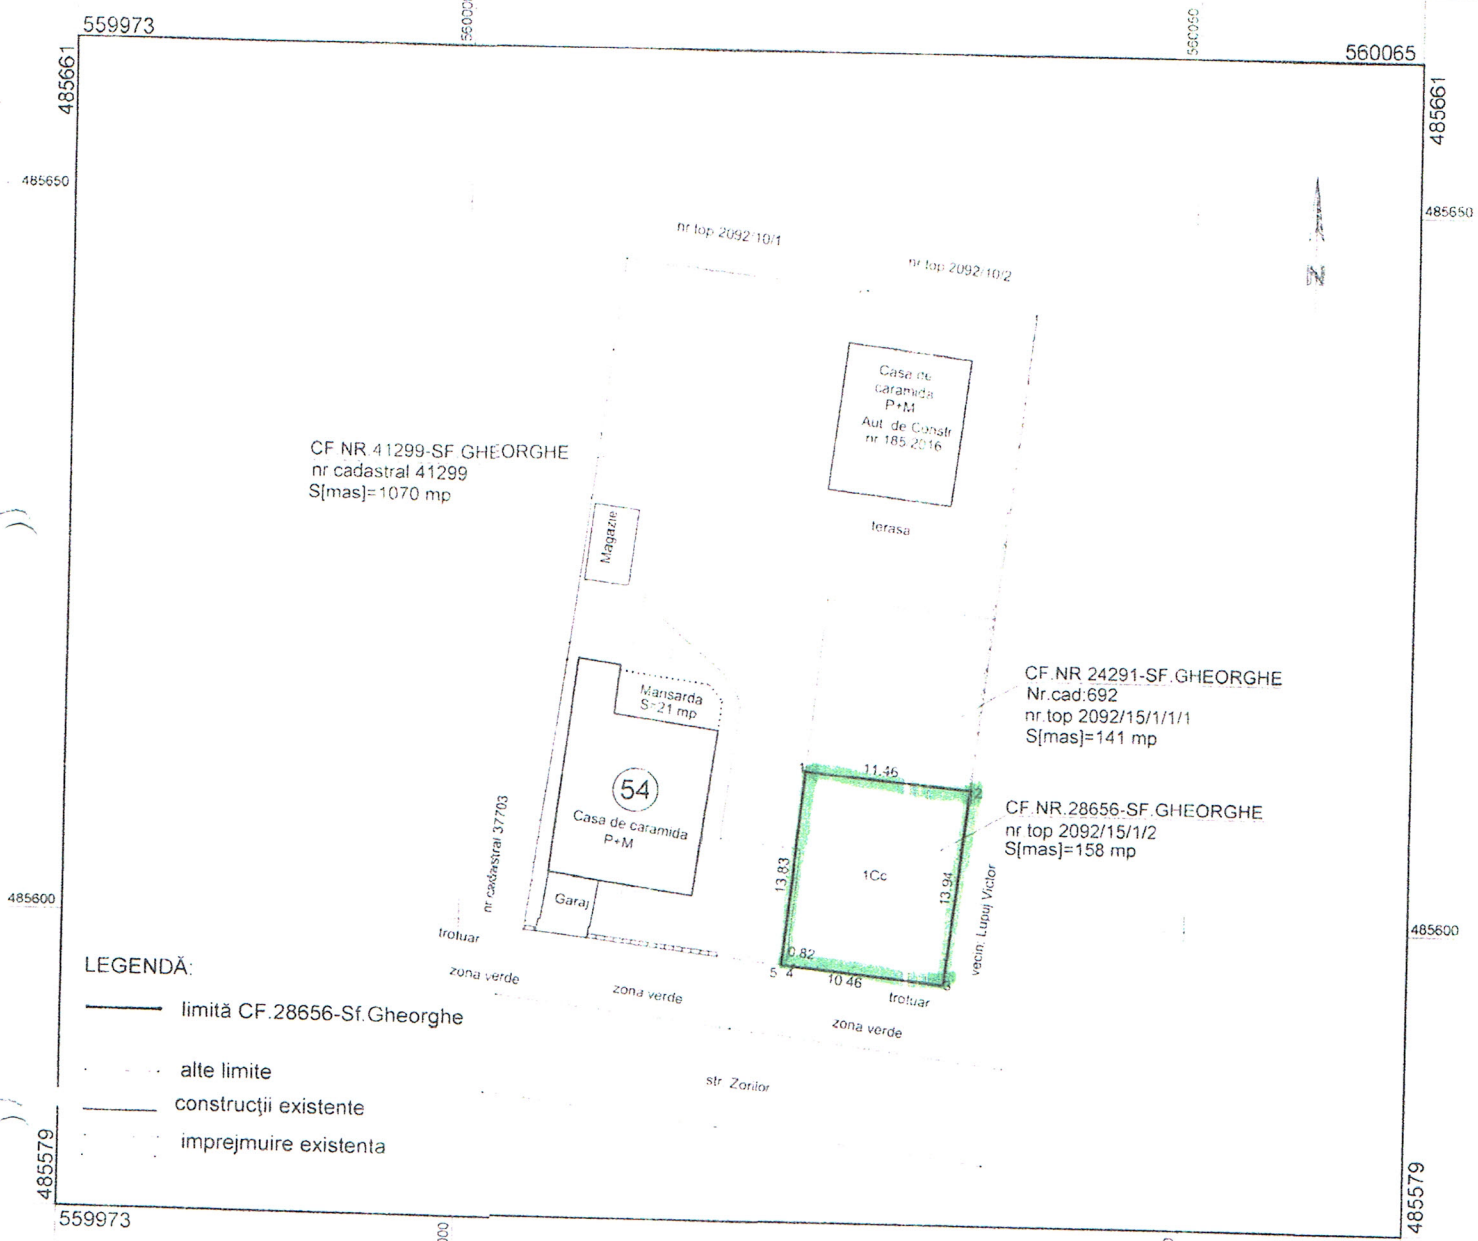 559973
560050
560065
485661
485661
485650
485650
nr top 2092/10/1
nr top 2092/10/2
N
Casa de
caramida
P+M
Aut. de Constr
nr 185/2016
terasa
CF NR 41299-SF.GHEORGHE
nr cadastral 41299
S[mas]=1070 mp
Magazie
Mansarda
S=21 mp
54
Casa de caramida
P+M
Garaj
nr cadastral 37703
CF.NR 24291-SF.GHEORGHE
Nr.cad:692
nr.top 2092/15/1/1/1
S[mas]=141 mp
CF.NR.28656-SF.GHEORGHE
nr top 2092/15/1/2
S[mas]=158 mp
1
11.46
2
13.83
1Cc
13.94
vecin: Lupuj Victor
0.82
5 4
10.46
3
trotuar
zona verde
485600
485600
trotuar
zona verde
zona verde
str. Zorilor
LEGENDĂ:
limită CF.28656-Sf.Gheorghe
alte limite
construcţii existente
imprejmuire existenta
485579
485579
559973